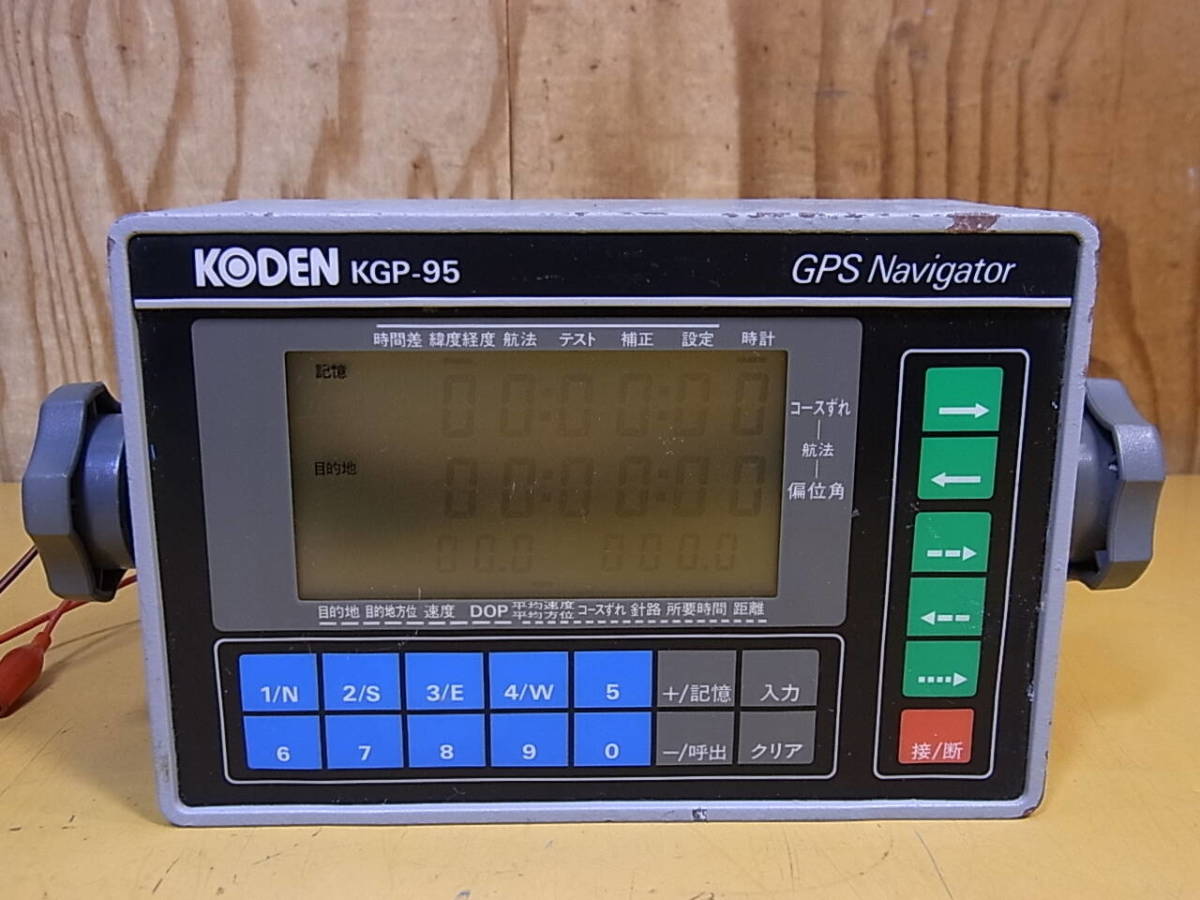 KODEN KGP-95 GPS Navigator
時間差 緯度経度 航法 テスト 補正 設定 時計
記憶
目的地
コースずれ
航法
偏位角
目的地 目的地方位 速度 DOP 平均速度 平均方位 コースずれ 針路 所要時間 距離
1/N 2/S 3/E 4/W 5 +/記憶 入力
6 7 8 9 0 −/呼出 クリア
接/断